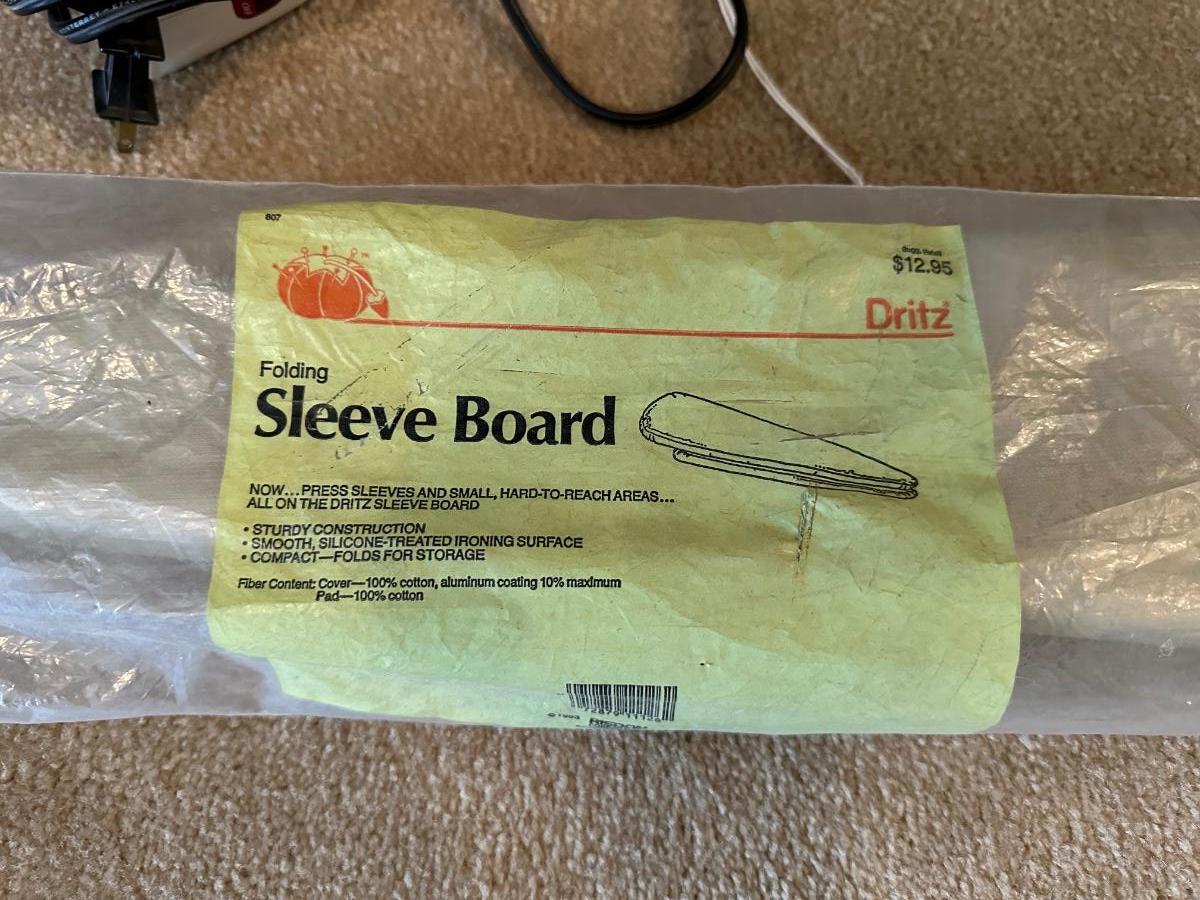 807
Sugg. Retail
$12.95
Dritz
Folding
Sleeve Board
NOW...PRESS SLEEVES AND SMALL, HARD-TO-REACH AREAS...
ALL ON THE DRITZ SLEEVE BOARD
• STURDY CONSTRUCTION
• SMOOTH, SILICONE-TREATED IRONING SURFACE
• COMPACT—FOLDS FOR STORAGE
Fiber Content: Cover—100% cotton, aluminum coating 10% maximum
Pad—100% cotton
RISDON